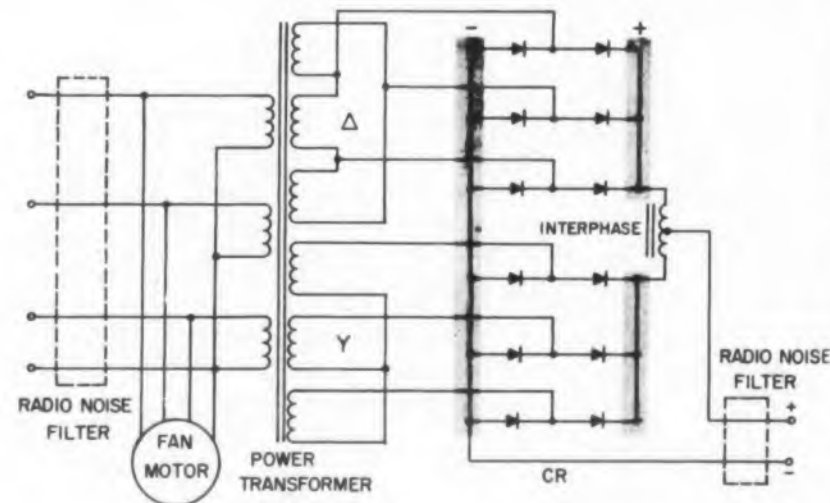 -
+
Δ
INTERPHASE
Y
RADIO NOISE
FILTER
RADIO NOISE
FILTER
FAN
MOTOR
POWER
TRANSFORMER
CR
+
-